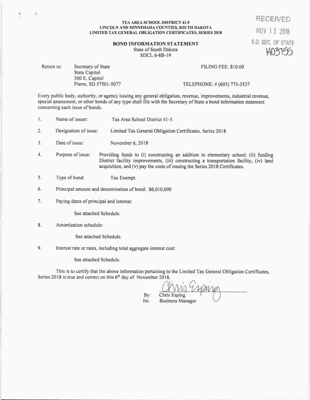 TEA AREA SCHOOL DISTRICT 41-5
LINCOLN AND MINNEHAHA COUNTIES, SOUTH DAKOTA
LIMITED TAX GENERAL OBLIGATION CERTIFICATES, SERIES 2018
RECEIVED
NOV 13 2018
S.D. SEC. OF STATE
BOND INFORMATION STATEMENT
State of South Dakota
SDCL 6-8B-19
Return to: Secretary of State FILING FEE: $10.00
State Capitol
500 E. Capitol
Pierre, SD 57501-5077 TELEPHONE # (605) 773-3537
Every public body, authority, or agency issuing any general obligation, revenue, improvements, industrial revenue,
special assessment, or other bonds of any type shall file with the Secretary of State a bond information statement
concerning each issue of bonds.
1. Name of issuer: Tea Area School District 41-5.
2. Designation of issue: Limited Tax General Obligation Certificates, Series 2018
3. Date of issue: November 6, 2018
4. Purpose of issue: Providing funds to (i) constructing an addition to elementary school, (ii) funding
District facility improvements, (iii) constructing a transportation facility, (iv) land
acquisition, and (v) pay the costs of issuing the Series 2018 Certificates.
5. Type of bond: Tax Exempt.
6. Principal amount and denomination of bond: $6,010,000
7. Paying dates of principal and interest:
See attached Schedule.
8. Amortization schedule:
See attached Schedule.
9. Interest rate or rates, including total aggregate interest cost:
See attached Schedule.
This is to certify that the above information pertaining to the Limited Tax General Obligation Certificates,
Series 2018 is true and correct on this 6th day of November 2018.
Chris Esping
By: Chris Esping
Its: Business Manager